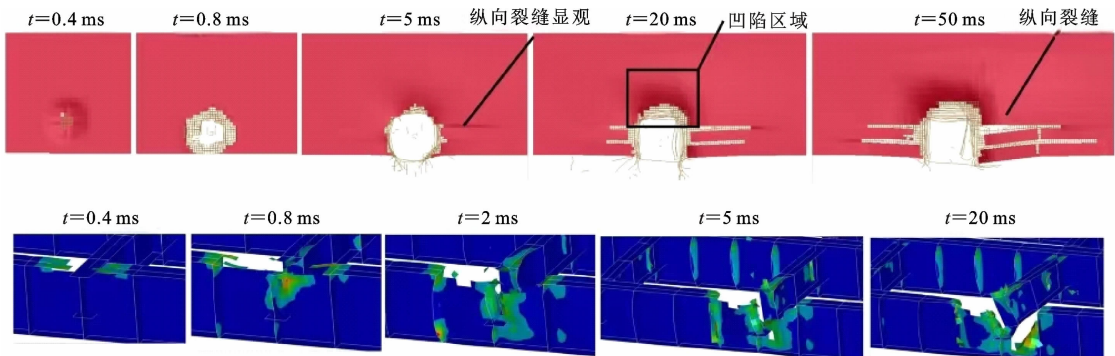 t=0.4 ms
t=0.8 ms
t=5 ms
纵向裂缝显观
t=20 ms
凹陷区域
t=50 ms
纵向裂缝
t=0.4 ms
t=0.8 ms
t=2 ms
t=5 ms
t=20 ms